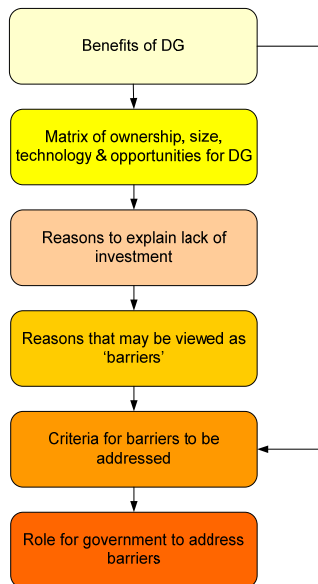 Benefits of DG
Matrix of ownership, size,
technology & opportunities for DG
Reasons to explain lack of
investment
Reasons that may be viewed as
‘barriers’
Criteria for barriers to be
addressed
Role for government to address
barriers